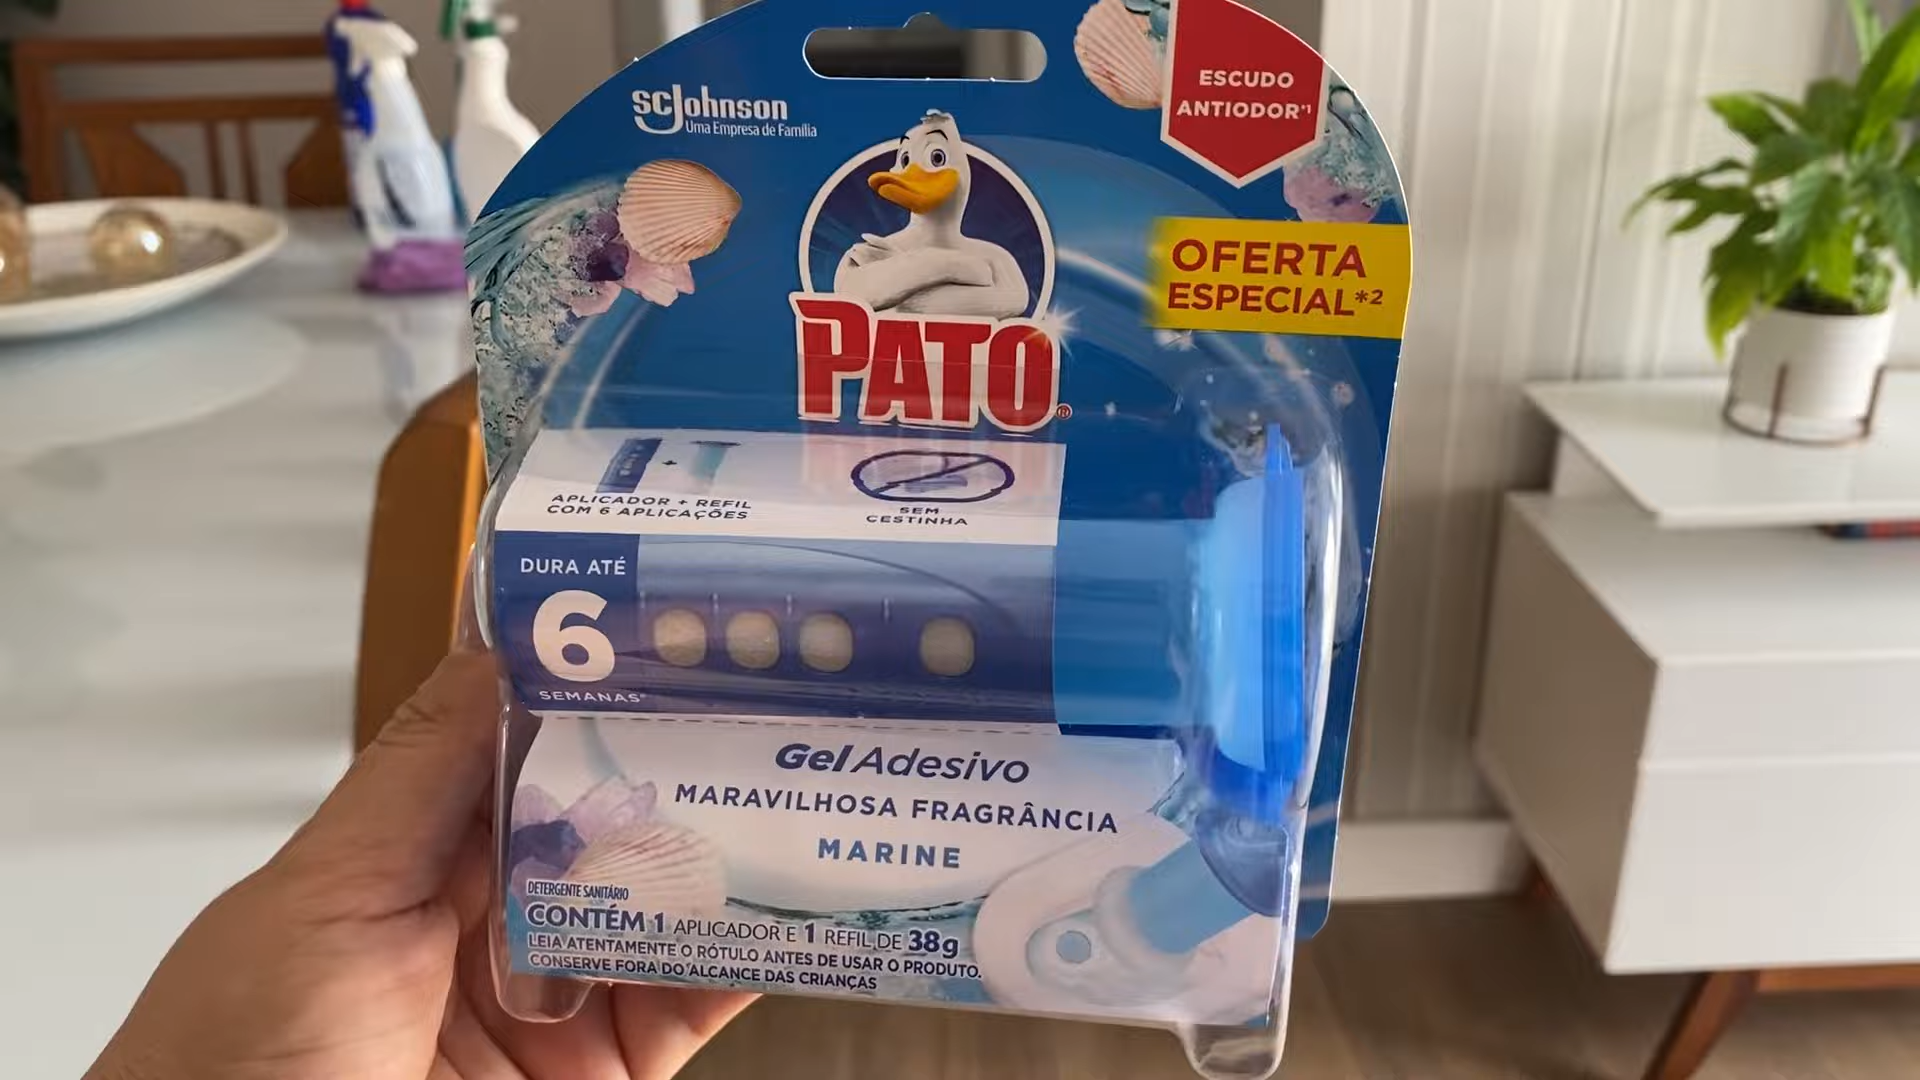 scJohnson
Uma Empresa de Família
ESCUDO
ANTIODOR*1
OFERTA
ESPECIAL*2
PATO®
APLICADOR + REFIL
COM 6 APLICAÇÕES
SEM
CESTINHA
DURA ATÉ
6
SEMANAS*
Gel Adesivo
MARAVILHOSA FRAGRÂNCIA
MARINE
DETERGENTE SANITÁRIO
CONTÉM 1 APLICADOR E 1 REFIL DE 38g
LEIA ATENTAMENTE O RÓTULO ANTES DE USAR O PRODUTO.
CONSERVE FORA DO ALCANCE DAS CRIANÇAS